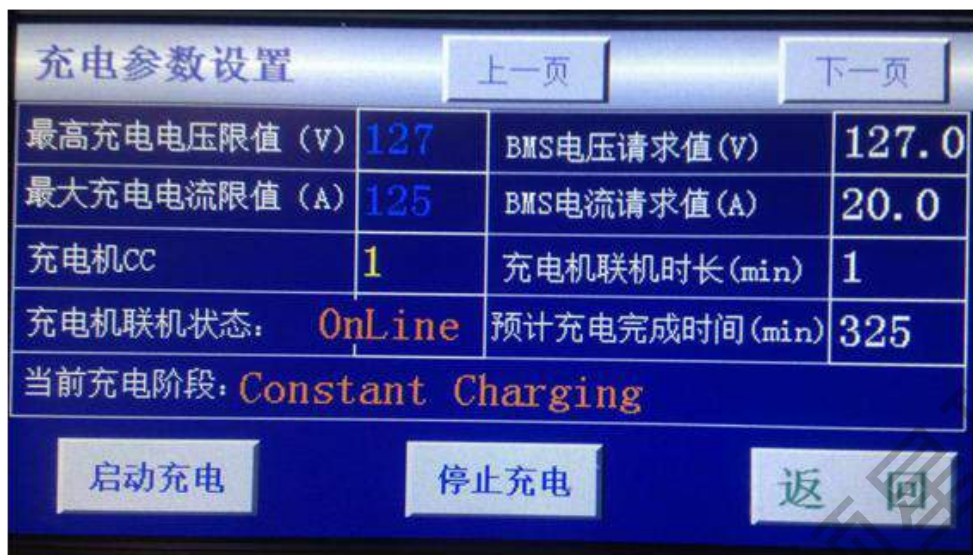 充电参数设置 上一页 下一页
最高充电电压限值（V） 127 BMS电压请求值(V) 127.0
最大充电电流限值（A） 125 BMS电流请求值(A) 20.0
充电机CC 1 充电机联机时长(min) 1
充电机联机状态： OnLine 预计充电完成时间(min) 325
当前充电阶段：Constant Charging
启动充电 停止充电 返 回